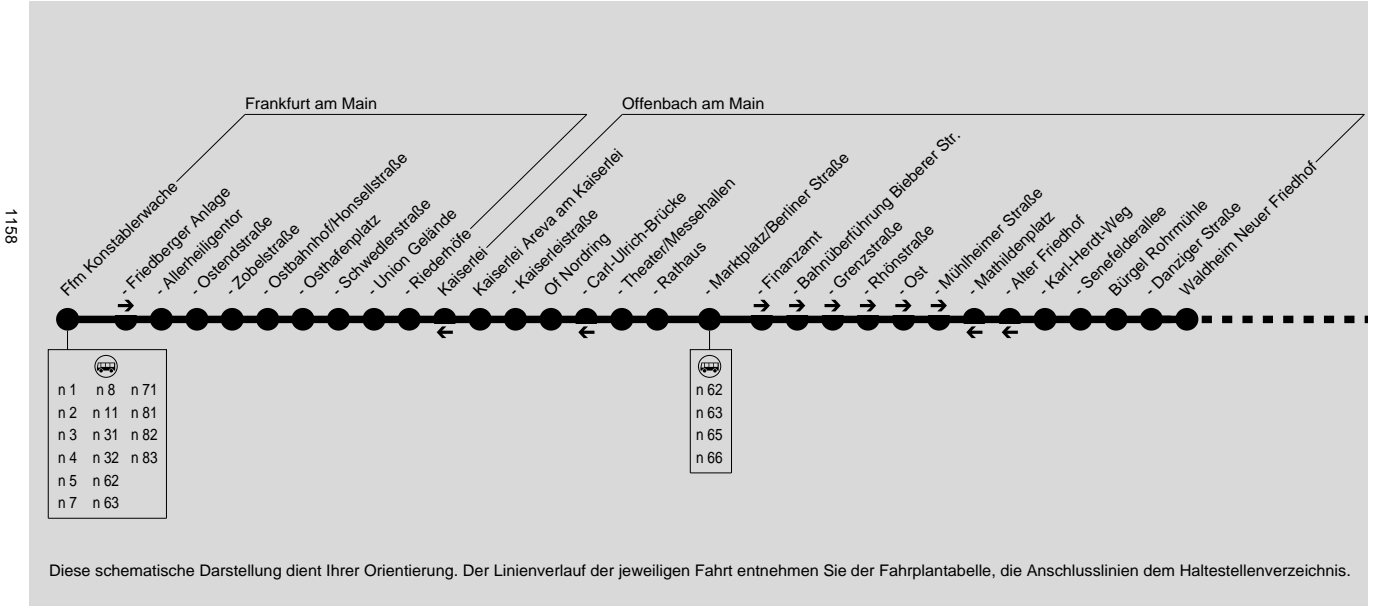 1158
Frankfurt am Main
Offenbach am Main
Ffm Konstablerwache
- Friedberger Anlage
- Allerheiligentor
- Ostendstraße
- Zobelstraße
- Ostbahnhof/Honsellstraße
- Osthafenplatz
- Schwedlerstraße
- Union Gelände
- Riederhöfe
Kaiserlei
Kaiserlei Areva am Kaiserlei
- Kaiserleistraße
Of Nordring
- Carl-Ulrich-Brücke
- Theater/Messehallen
- Rathaus
- Marktplatz/Berliner Straße
- Finanzamt
- Bahnüberführung Bieberer Str.
- Grenzstraße
- Rhönstraße
- Ost
- Mühlheimer Straße
- Mathildenplatz
- Alter Friedhof
- Karl-Herdt-Weg
- Senefelderallee
Bürgel Rohrmühle
- Danziger Straße
Waldheim Neuer Friedhof
n 1 n 8 n 71
n 2 n 11 n 81
n 3 n 31 n 82
n 4 n 32 n 83
n 5 n 62
n 7 n 63
n 62
n 63
n 65
n 66
Diese schematische Darstellung dient Ihrer Orientierung. Der Linienverlauf der jeweiligen Fahrt entnehmen Sie der Fahrplantabelle, die Anschlusslinien dem Haltestellenverzeichnis.